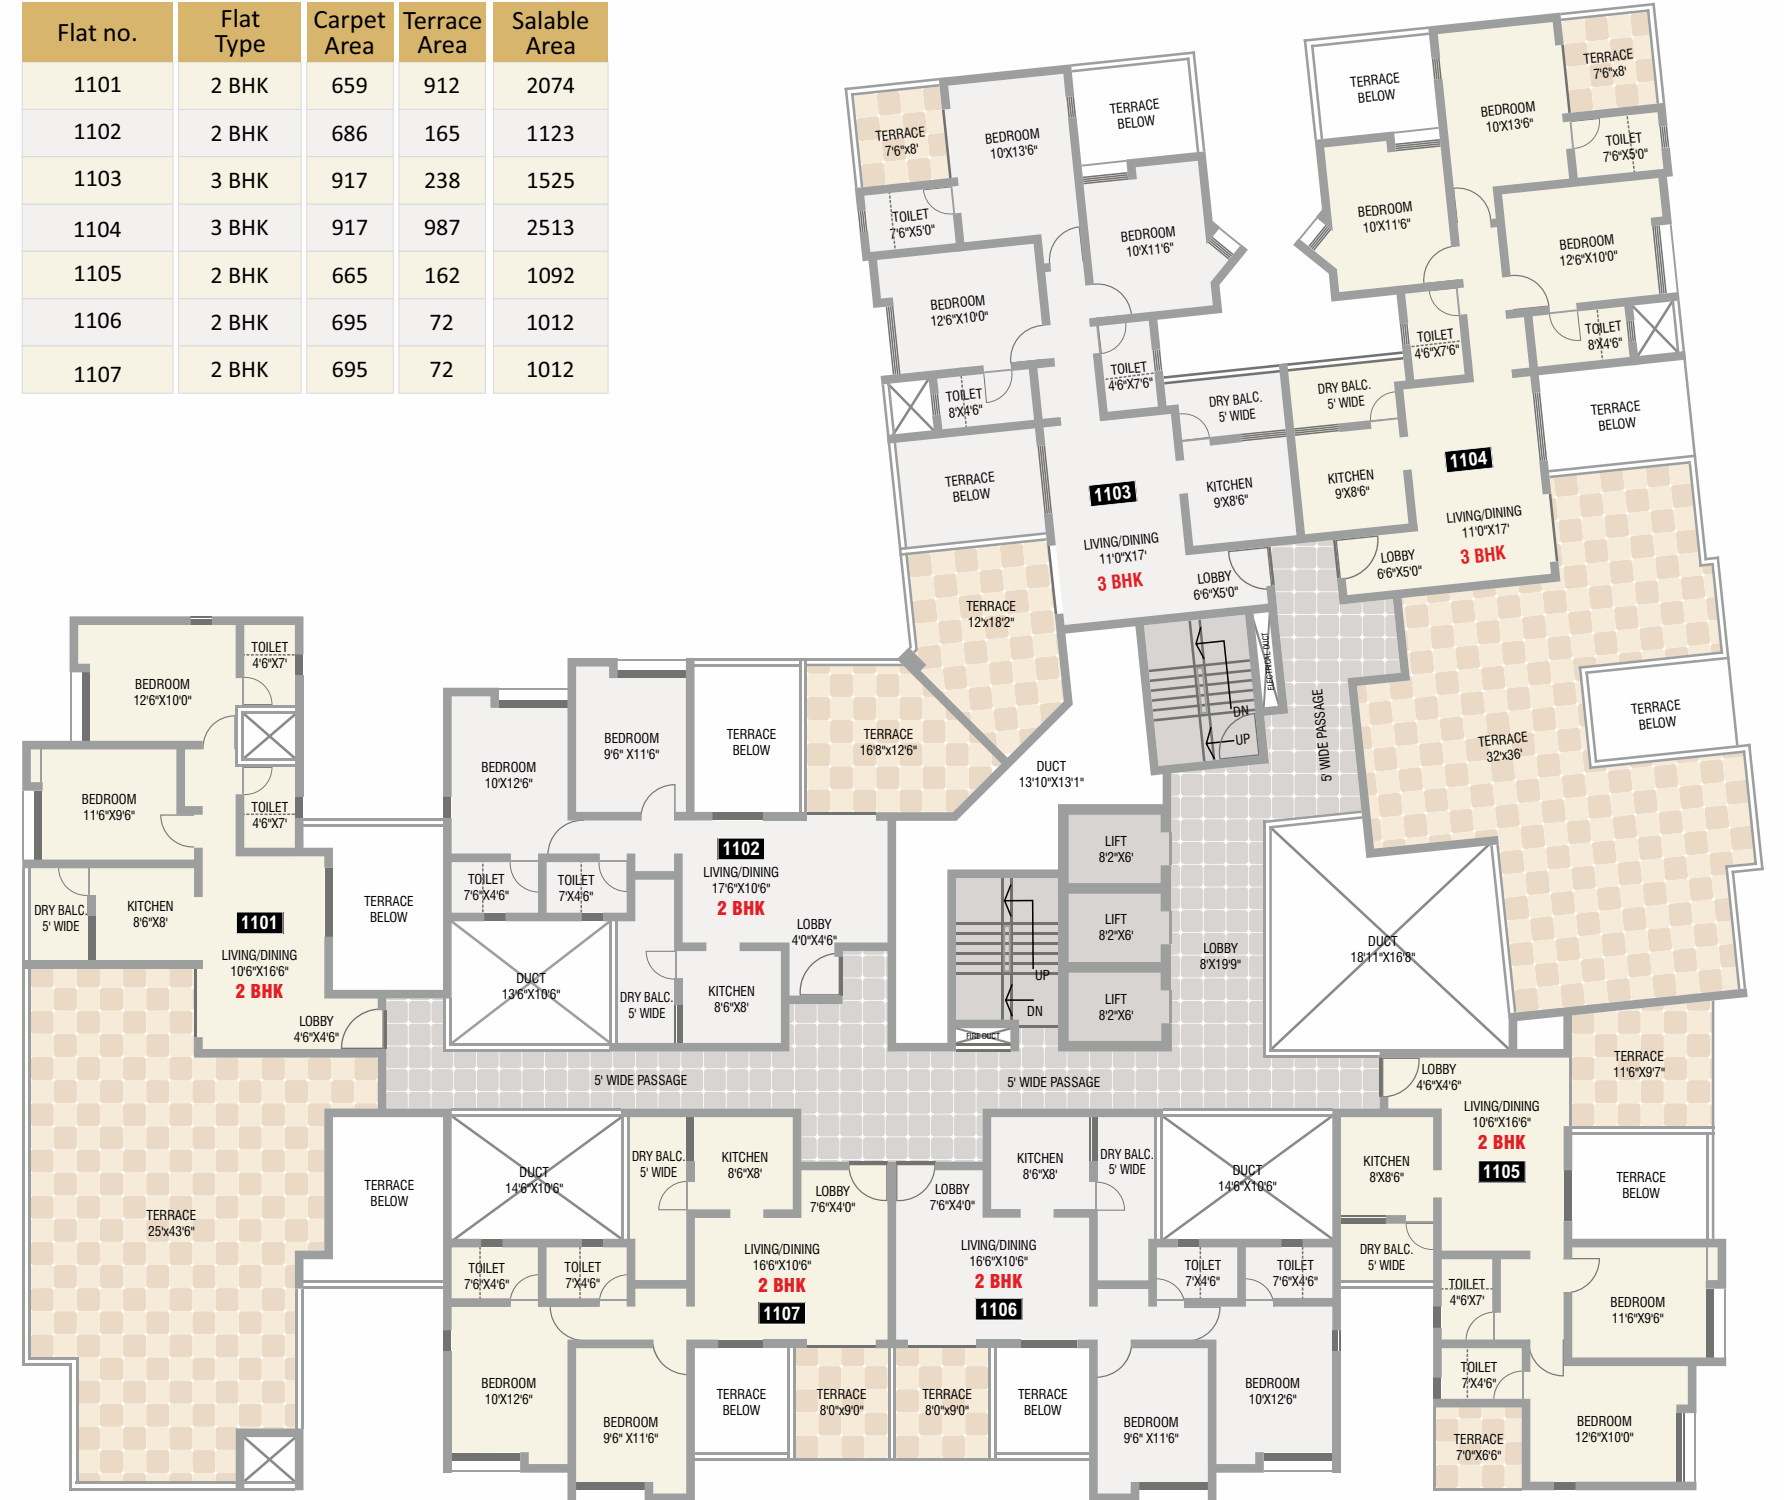 Flat no. Flat Type Carpet Area Terrace Area Salable Area
1101 2 BHK 659 912 2074
1102 2 BHK 686 165 1123
1103 3 BHK 917 238 1525
1104 3 BHK 917 987 2513
1105 2 BHK 665 162 1092
1106 2 BHK 695 72 1012
1107 2 BHK 695 72 1012
TERRACE
7'6"x8'
BEDROOM
10'X13'6"
TERRACE
BELOW
TOILET
7'6"X5'0"
BEDROOM
10'X11'6"
BEDROOM
12'6"X10'0"
TOILET
4'6"X7'6"
TOILET
8'X4'6"
DRY BALC.
5' WIDE
TERRACE
BELOW
1103
KITCHEN
9'X8'6"
LIVING/DINING
11'0"X17'
3 BHK
LOBBY
6'6"X5'0"
TERRACE
12'x18'2"
TERRACE
BELOW
BEDROOM
10'X13'6"
TERRACE
7'6"x8'
TOILET
7'6"X5'0"
BEDROOM
10'X11'6"
BEDROOM
12'6"X10'0"
TOILET
4'6"X7'6"
TOILET
8'X4'6"
DRY BALC.
5' WIDE
TERRACE
BELOW
1104
KITCHEN
9'X8'6"
LIVING/DINING
11'0"X17'
3 BHK
LOBBY
6'6"X5'0"
ELECTRICAL DUCT
DN
UP
5' WIDE PASSAGE
TERRACE
BELOW
TERRACE
32'x36'
BEDROOM
12'6"X10'0"
TOILET
4'6"X7'
BEDROOM
11'6"X9'6"
TOILET
4'6"X7'
DRY BALC.
5' WIDE
KITCHEN
8'6"X8'
1101
LIVING/DINING
10'6"X16'6"
2 BHK
LOBBY
4'6"X4'6"
TERRACE
BELOW
TERRACE
25'x43'6"
TERRACE
BELOW
BEDROOM
10'X12'6"
BEDROOM
9'6" X11'6"
TERRACE
BELOW
TERRACE
16'8"x12'6"
1102
LIVING/DINING
17'6"X10'6"
2 BHK
TOILET
7'6"X4'6"
TOILET
7'X4'6"
LOBBY
4'0"X4'6"
DUCT
13'6"X10'6"
DRY BALC.
5' WIDE
KITCHEN
8'6"X8'
DUCT
13'10"X13'1"
LIFT
8'2"X6'
LIFT
8'2"X6'
LIFT
8'2"X6'
UP
DN
FIRE DUCT
LOBBY
8'X19'9"
DUCT
18'11"X16'8"
5' WIDE PASSAGE
5' WIDE PASSAGE
TERRACE
11'6"X9'7"
LOBBY
4'6"X4'6"
LIVING/DINING
10'6"X16'6"
2 BHK
1105
KITCHEN
8'X8'6"
TERRACE
BELOW
DRY BALC.
5' WIDE
TOILET
4"6"X7'
BEDROOM
11'6"X9'6"
TOILET
7'X4'6"
TERRACE
7'0"X6'6"
BEDROOM
12'6"X10'0"
DUCT
14'6"X10'6"
DRY BALC.
5' WIDE
KITCHEN
8'6"X8'
LOBBY
7'6"X4'0"
LIVING/DINING
16'6"X10'6"
2 BHK
1107
TOILET
7'6"X4'6"
TOILET
7'X4'6"
BEDROOM
10'X12'6"
BEDROOM
9'6" X11'6"
TERRACE
BELOW
TERRACE
8'0"x9'0"
LOBBY
7'6"X4'0"
KITCHEN
8'6"X8'
DRY BALC.
5' WIDE
DUCT
14'6"X10'6"
LIVING/DINING
16'6"X10'6"
2 BHK
1106
TOILET
7'X4'6"
TOILET
7'6"X4'6"
TERRACE
8'0"x9'0"
TERRACE
BELOW
BEDROOM
9'6" X11'6"
BEDROOM
10'X12'6"